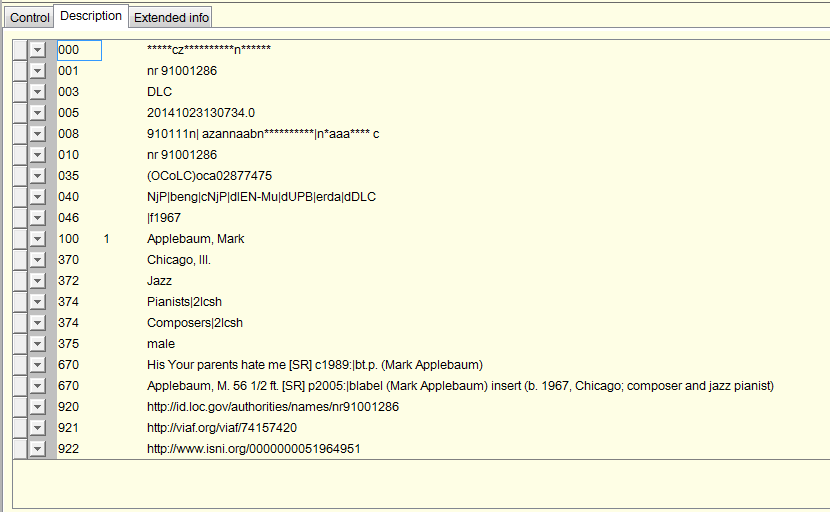 Control Description Extended info
000 *****cz**********n******
001 nr 91001286
003 DLC
005 20141023130734.0
008 910111n| azannaabn**********|n*aaa**** c
010 nr 91001286
035 (OCoLC)oca02877475
040 NjP|beng|cNjP|dIEN-Mu|dUPB|erda|dDLC
046 |f1967
100 1 Applebaum, Mark
370 Chicago, Ill.
372 Jazz
374 Pianists|2lcsh
374 Composers|2lcsh
375 male
670 His Your parents hate me [SR] c1989:|bt.p. (Mark Applebaum)
670 Applebaum, M. 56 1/2 ft. [SR] p2005:|blabel (Mark Applebaum) insert (b. 1967, Chicago; composer and jazz pianist)
920 http://id.loc.gov/authorities/names/nr91001286
921 http://viaf.org/viaf/74157420
922 http://www.isni.org/0000000051964951